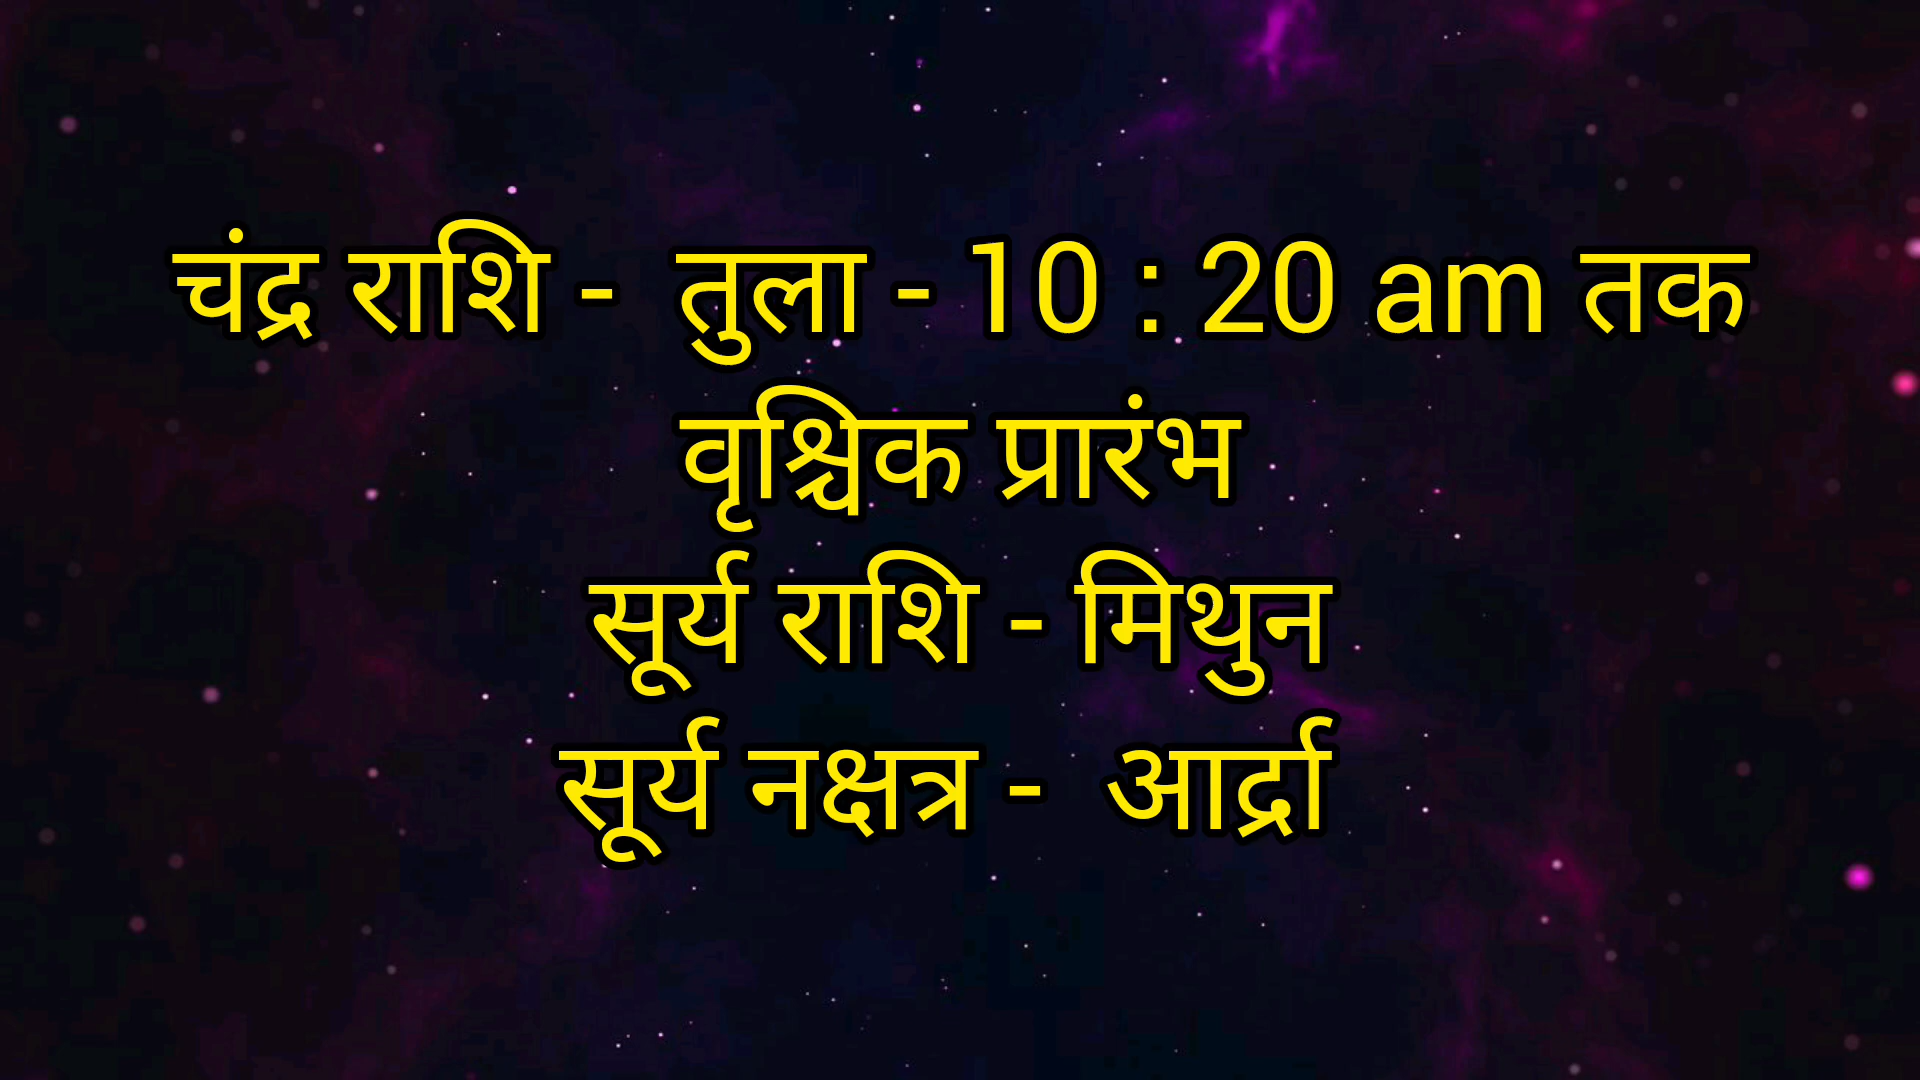 चंद्र राशि - तुला - 10 : 20 am तक
वृश्चिक प्रारंभ
सूर्य राशि - मिथुन
सूर्य नक्षत्र - आर्द्रा